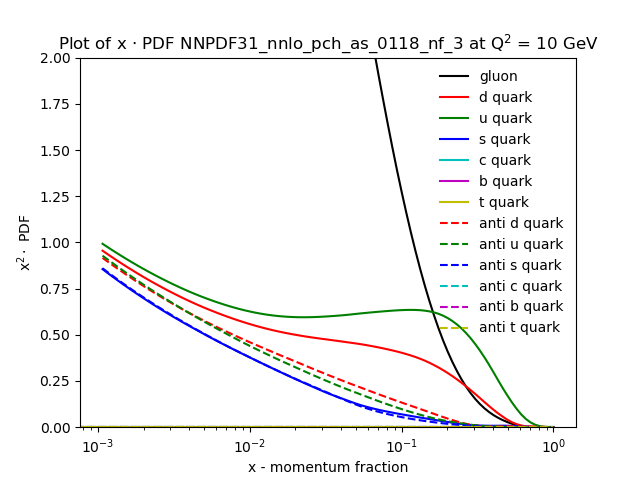 Plot of x · PDF NNPDF31_nnlo_pch_as_0118_nf_3 at Q² = 10 GeV
2.00
1.75
1.50
1.25
1.00
0.75
0.50
0.25
0.00
x² · PDF
gluon
d quark
u quark
s quark
c quark
b quark
t quark
anti d quark
anti u quark
anti s quark
anti c quark
anti b quark
anti t quark
10⁻³
10⁻²
10⁻¹
10⁰
x - momentum fraction